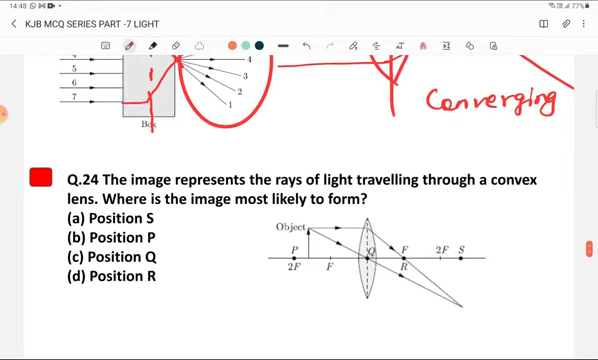 14:48
77%
KJB MCQ SERIES PART -7 LIGHT
4
5
6
7
4
3
2
1
Box
Converging
Q.24 The image represents the rays of light travelling through a convex
lens. Where is the image most likely to form?
(a) Position S
(b) Position P
(c) Position Q
(d) Position R
Object
P
Q
F
2F
S
2F
F
R